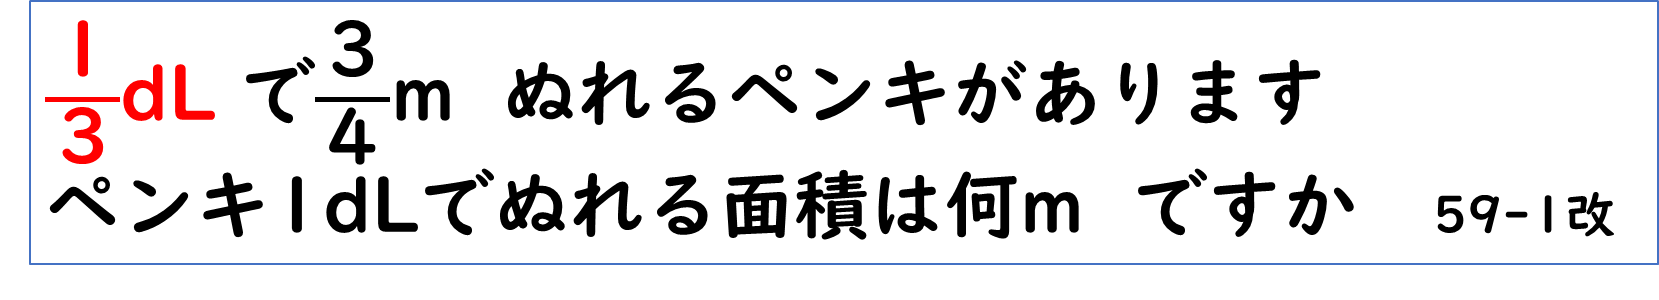 1/3dL で3/4m ぬれるペンキがあります
ペンキ1dLでぬれる面積は何m ですか 59-1改